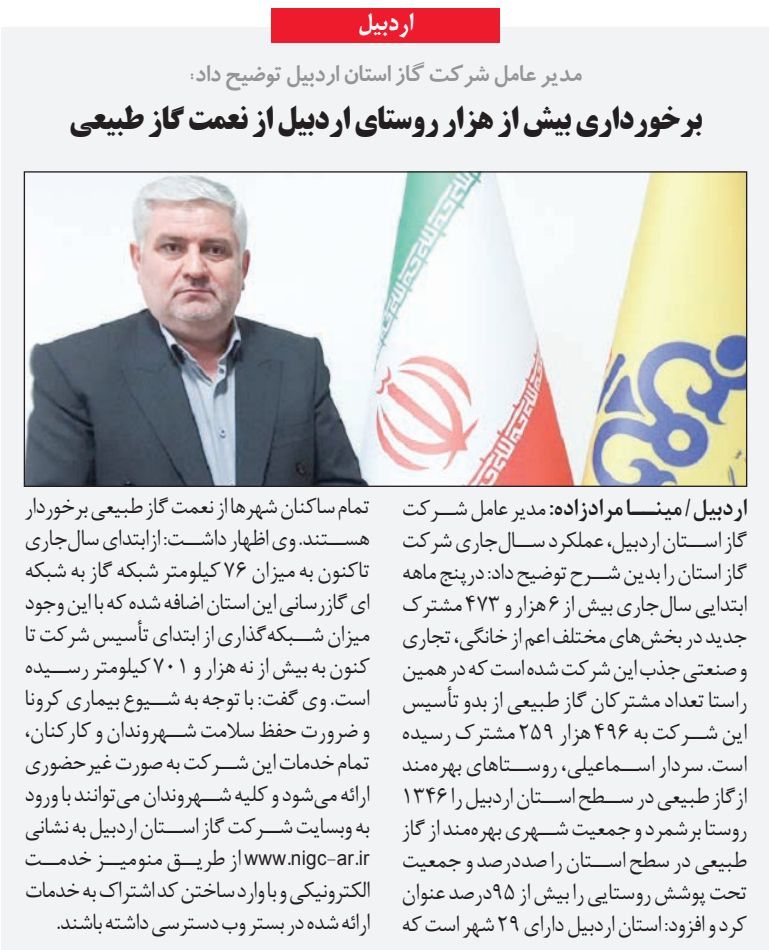 اردبیل
مدیر عامل شرکت گاز استان اردبیل توضیح داد:
برخورداری بیش از هزار روستای اردبیل از نعمت گاز طبیعی
اردبیل/ مینا مرادزاده: مدیر عامل شرکت
گاز استان اردبیل، عملکرد سال جاری شرکت
گاز استان را بدین شرح توضیح داد: در پنج ماهه
ابتدایی سال جاری بیش از ۶ هزار و ۴۷۳ مشترک
جدید در بخش‌های مختلف اعم از خانگی، تجاری
و صنعتی جذب این شرکت شده است که در همین
راستا تعداد مشترکان گاز طبیعی از بدو تأسیس
این شرکت به ۴۹۶ هزار ۲۵۹ مشترک رسیده
است. سردار اسماعیلی، روستاهای بهره‌مند
از گاز طبیعی در سطح استان اردبیل را ۱۳۴۶
روستا برشمرد و جمعیت شهری بهره‌مند از گاز
طبیعی در سطح استان را صددرصد و جمعیت
تحت پوشش روستایی را بیش از ۹۵درصد عنوان
کرد و افزود: استان اردبیل دارای ۲۹ شهر است که
تمام ساکنان شهرها از نعمت گاز طبیعی برخوردار
هستند. وی اظهار داشت: از ابتدای سال جاری
تاکنون به میزان ۷۶ کیلومتر شبکه گاز به شبکه
ای گازرسانی این استان اضافه شده که با این وجود
میزان شبکه‌گذاری از ابتدای تأسیس شرکت تا
کنون به بیش از نه هزار و ۷۰۱ کیلومتر رسیده
است. وی گفت: با توجه به شیوع بیماری کرونا
و ضرورت حفظ سلامت شهروندان و کارکنان،
تمام خدمات این شرکت به صورت غیرحضوری
ارائه می‌شود و کلیه شهروندان می‌توانند با ورود
به وبسایت شرکت گاز استان اردبیل به نشانی
www.nigc-ar.ir از طریق منومیز خدمت
الکترونیکی و با وارد ساختن کد اشتراک به خدمات
ارائه شده در بستر وب دسترسی داشته باشند.